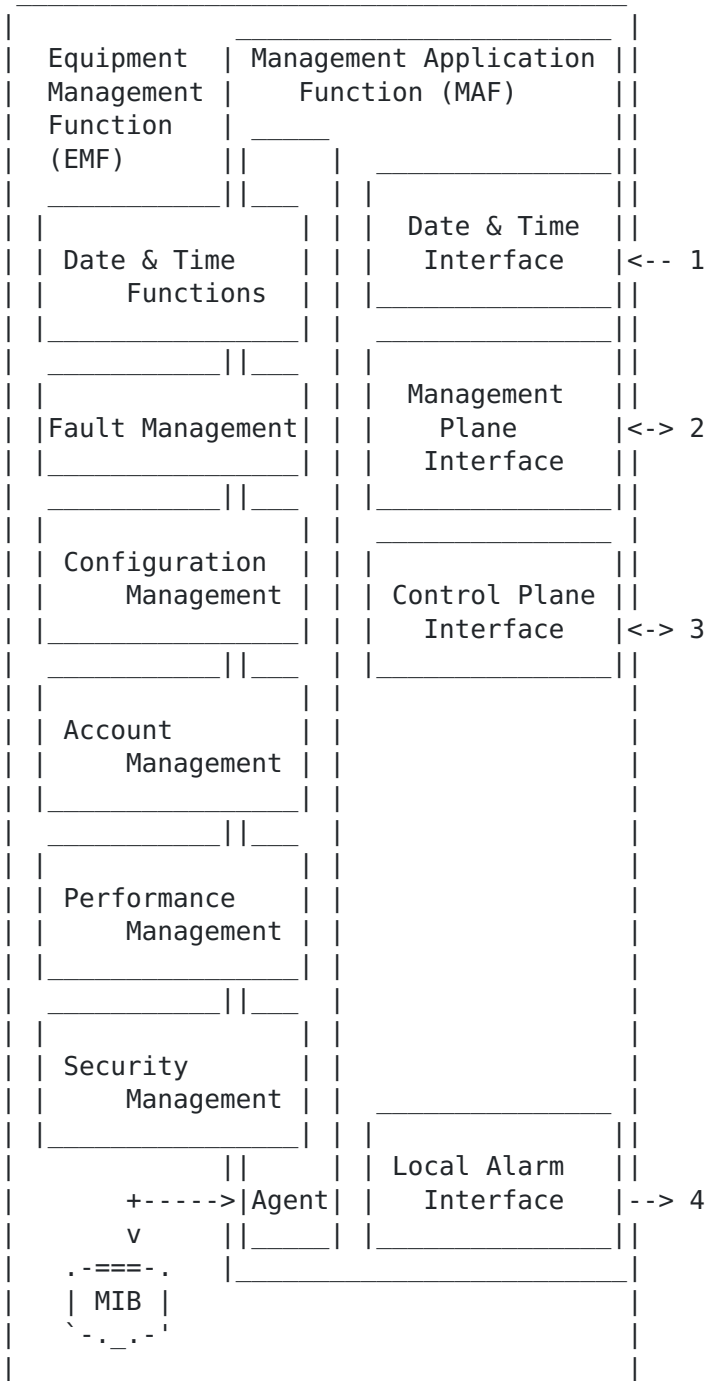 Equipment Management Application
Management Function (MAF)
Function
(EMF)
Date & Time
Date & Time Interface <-- 1
Functions
Management
Fault Management Plane <-> 2
Interface
Configuration
Management Control Plane
Interface <-> 3
Account
Management
Performance
Management
Security
Management
Local Alarm
+----->|Agent| Interface --> 4
v
.-===-.
| MIB |
`-._.-'